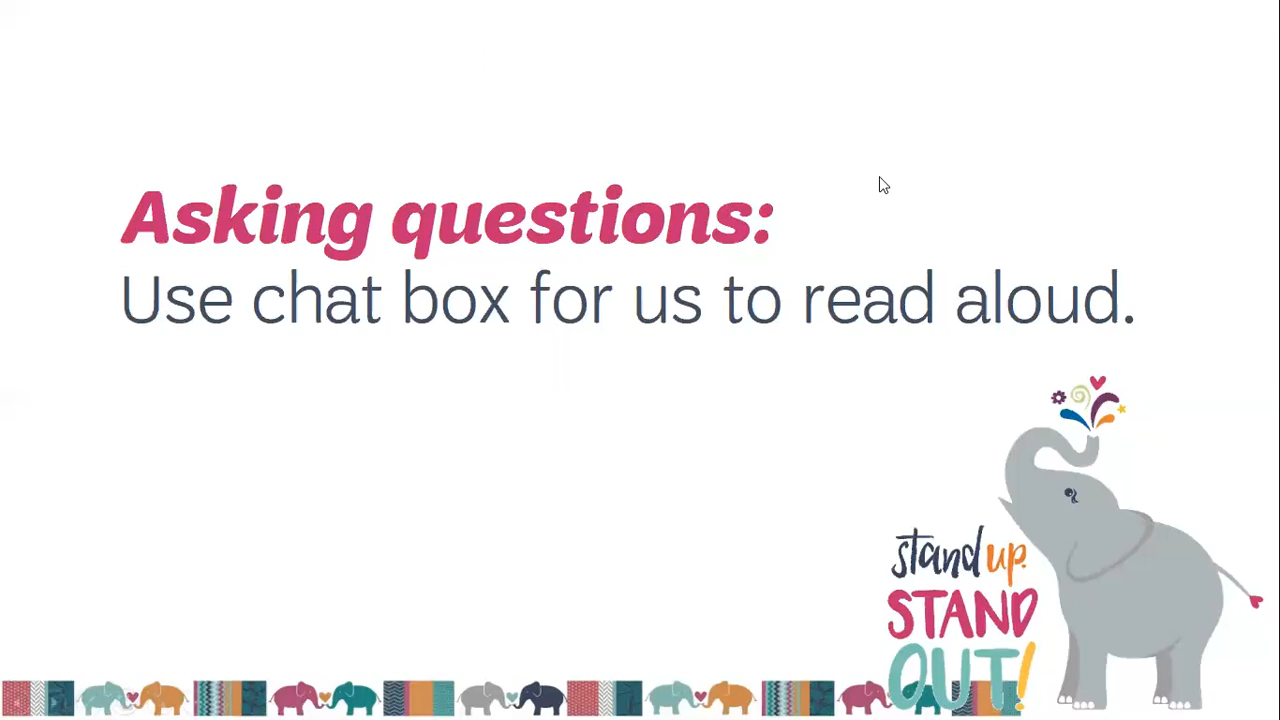 Asking questions:
Use chat box for us to read aloud.
stand up
STAND
OUT!